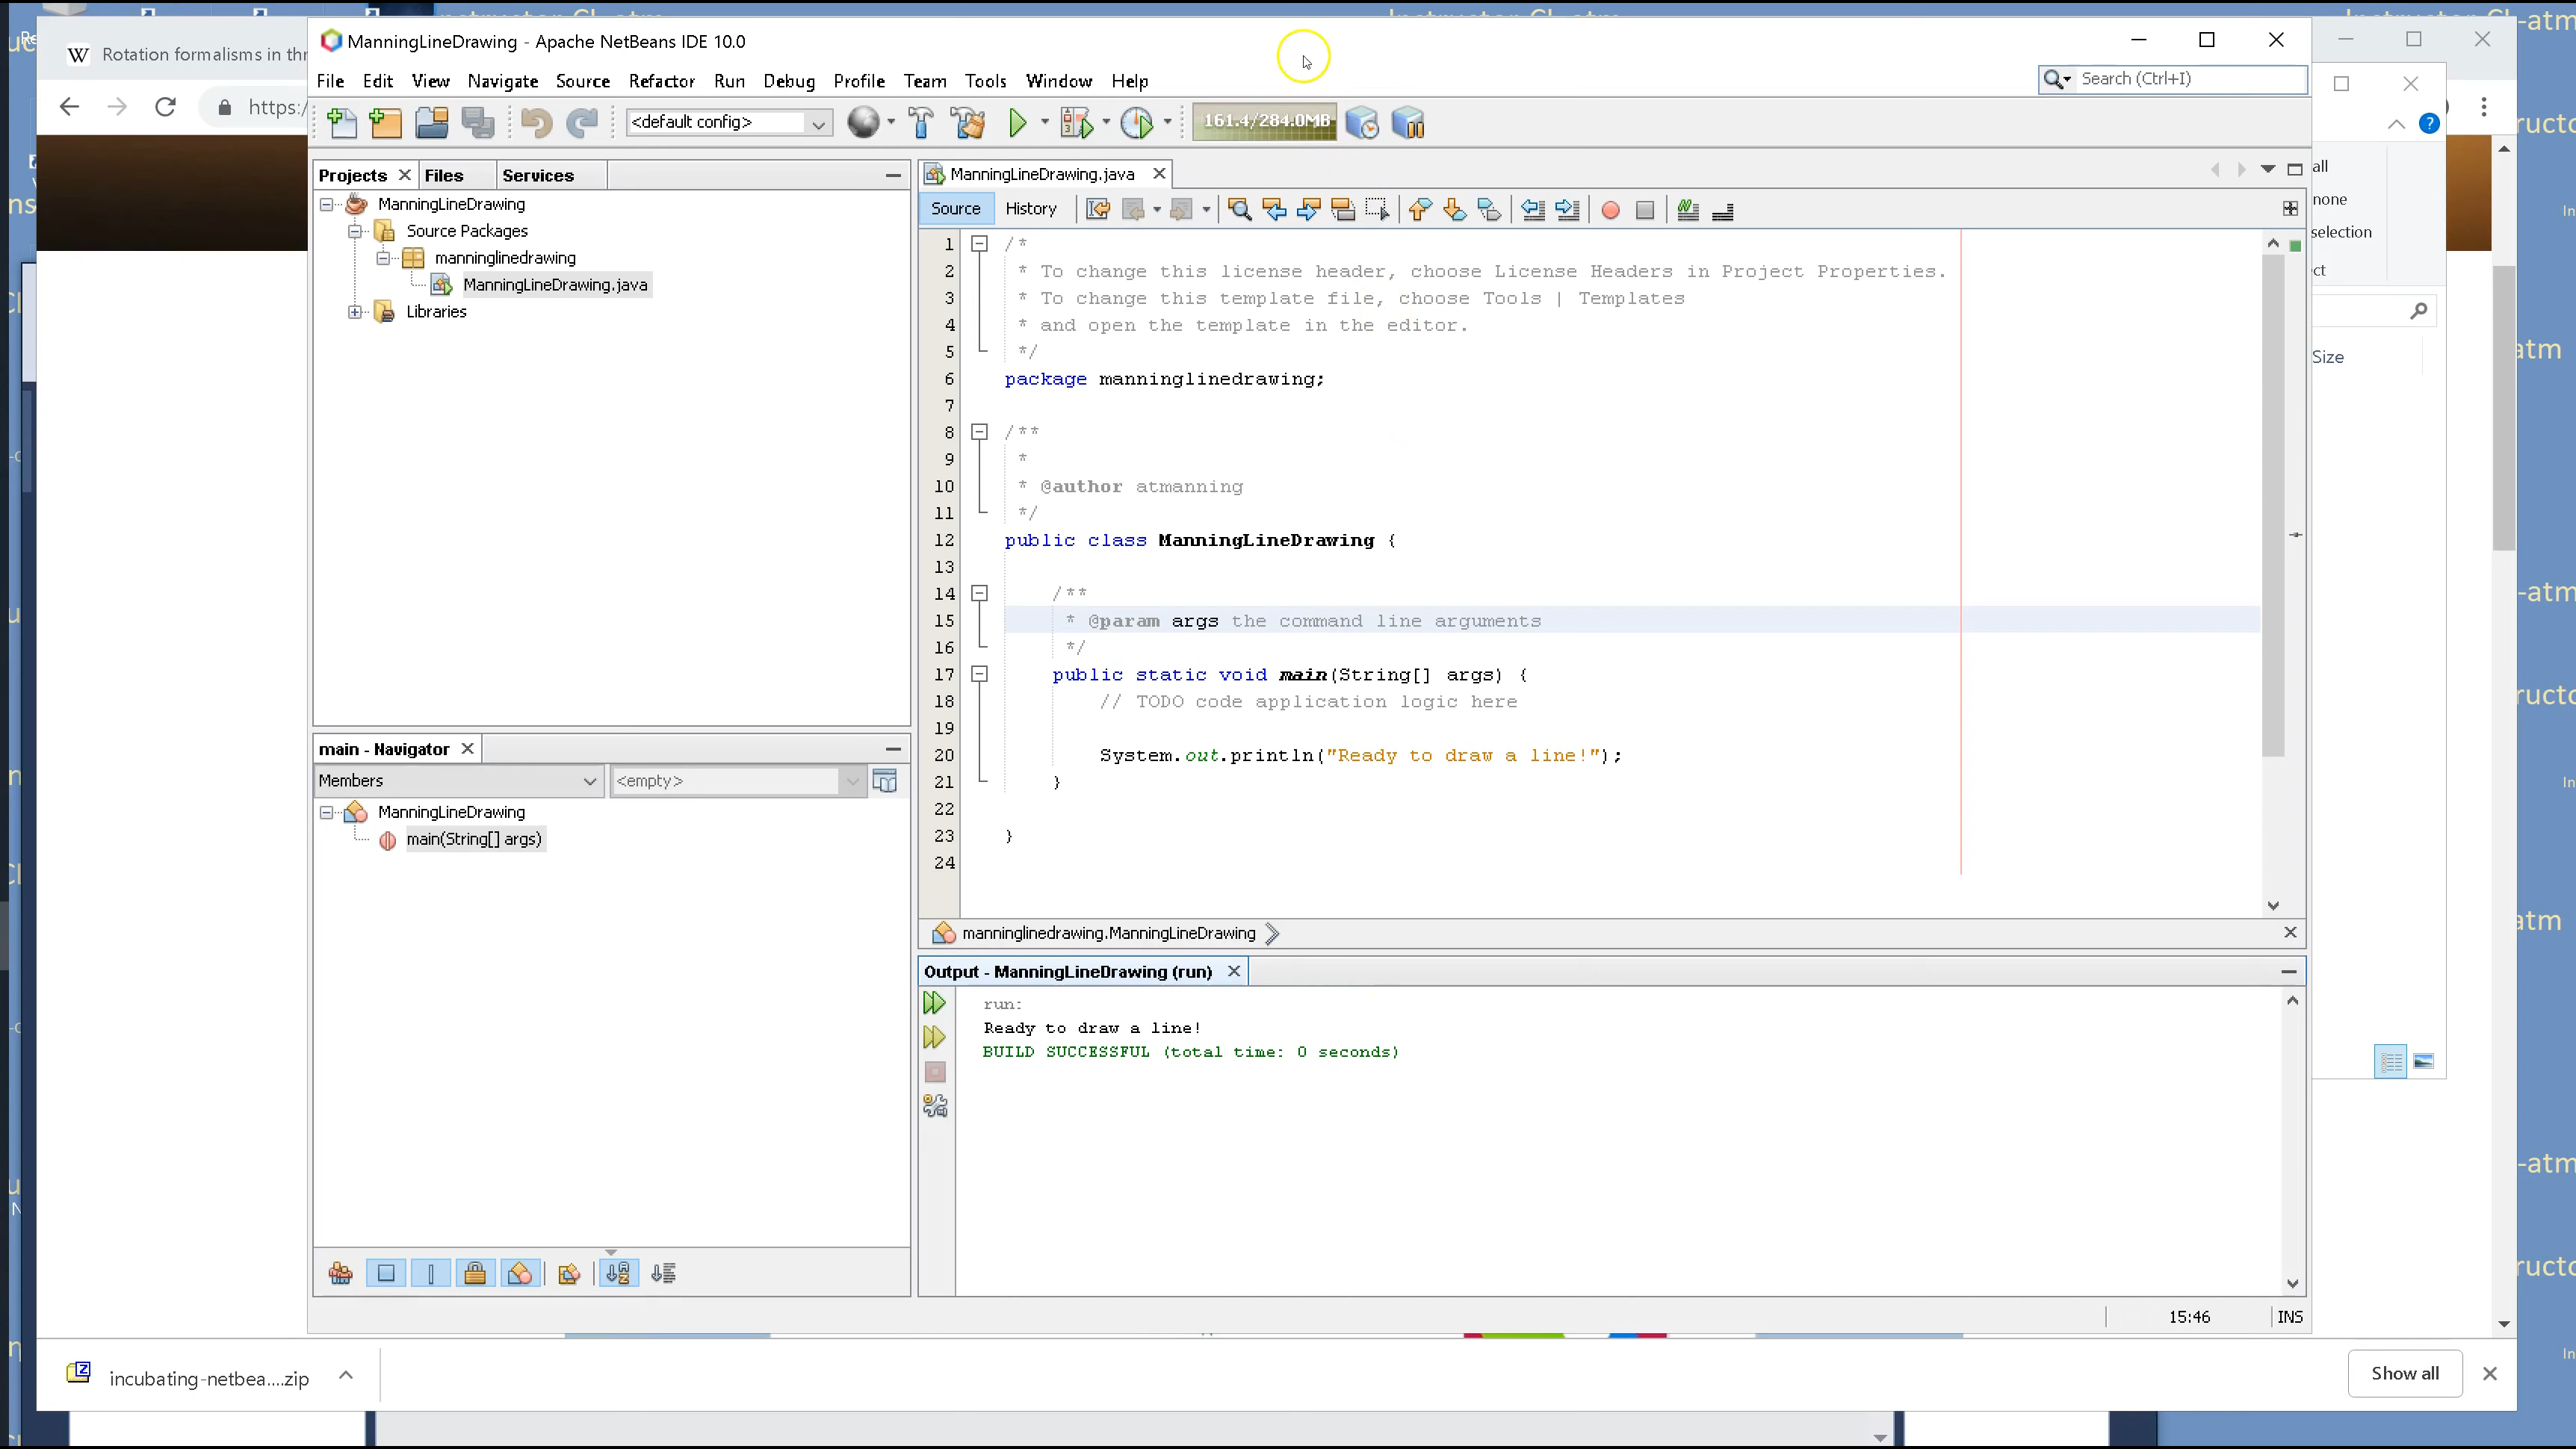 Rotation formalisms in thr
https:/
ManningLineDrawing - Apache NetBeans IDE 10.0
File Edit View Navigate Source Refactor Run Debug Profile Team Tools Window Help
Search (Ctrl+I)
<default config>
161.4/284.0MB
Projects Files Services
ManningLineDrawing
Source Packages
manninglinedrawing
ManningLineDrawing.java
Libraries
ManningLineDrawing.java
Source History
1 /*
2 * To change this license header, choose License Headers in Project Properties.
3 * To change this template file, choose Tools | Templates
4 * and open the template in the editor.
5 */
6 package manninglinedrawing;
7
8 /**
9 *
10 * @author atmanning
11 */
12 public class ManningLineDrawing {
13
14 /**
15 * @param args the command line arguments
16 */
17 public static void main(String[] args) {
18 // TODO code application logic here
19
20 System.out.println("Ready to draw a line!");
21 }
22
23 }
24
manninglinedrawing.ManningLineDrawing
main - Navigator
Members <empty>
ManningLineDrawing
main(String[] args)
Output - ManningLineDrawing (run)
run:
Ready to draw a line!
BUILD SUCCESSFUL (total time: 0 seconds)
15:46 INS
all
none
selection
ct
Size
incubating-netbea....zip
Show all